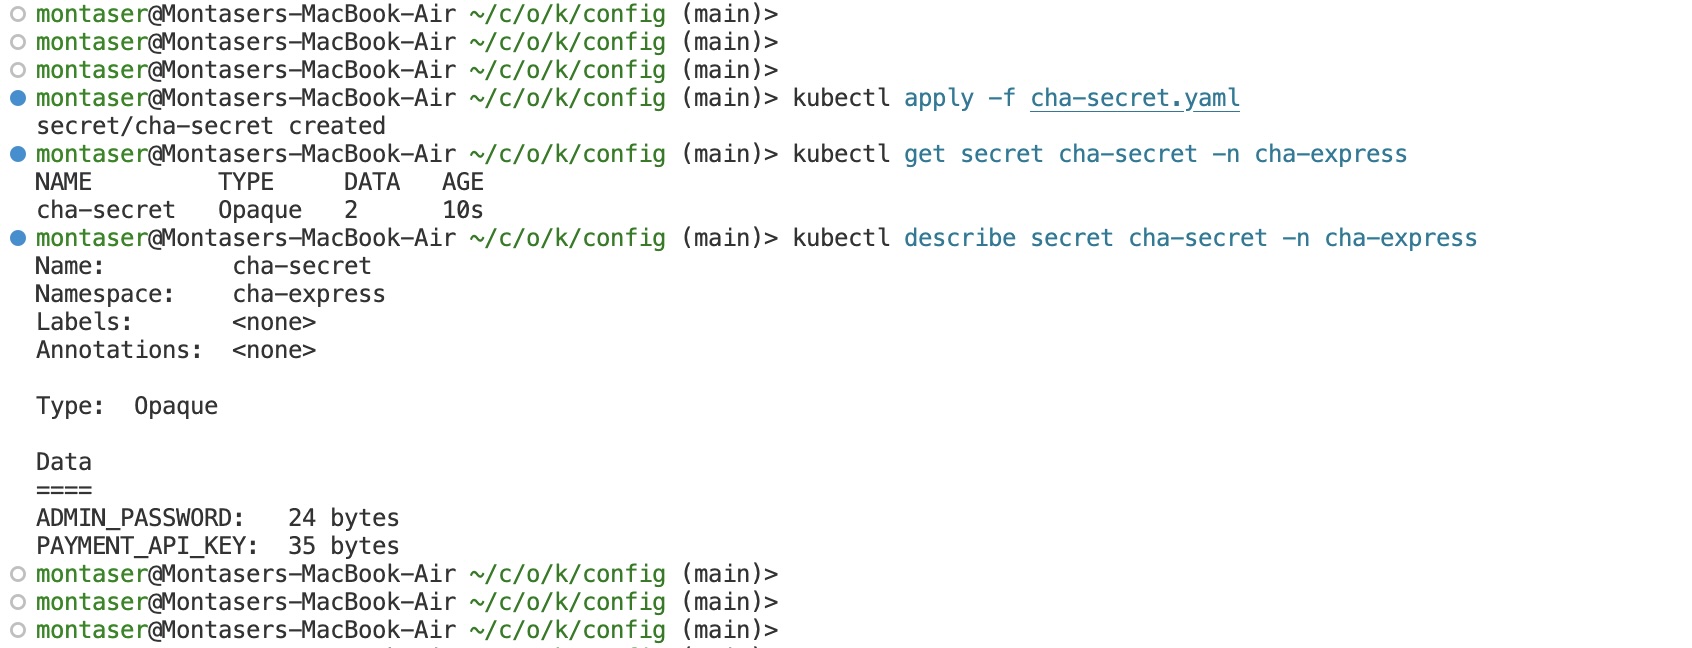 montaser@Montasers-MacBook-Air ~/c/o/k/config (main)>
montaser@Montasers-MacBook-Air ~/c/o/k/config (main)>
montaser@Montasers-MacBook-Air ~/c/o/k/config (main)>
montaser@Montasers-MacBook-Air ~/c/o/k/config (main)> kubectl apply -f cha-secret.yaml
secret/cha-secret created
montaser@Montasers-MacBook-Air ~/c/o/k/config (main)> kubectl get secret cha-secret -n cha-express
NAME         TYPE     DATA   AGE
cha-secret   Opaque   2      10s
montaser@Montasers-MacBook-Air ~/c/o/k/config (main)> kubectl describe secret cha-secret -n cha-express
Name:         cha-secret
Namespace:    cha-express
Labels:       <none>
Annotations:  <none>

Type:  Opaque

Data
====
ADMIN_PASSWORD:   24 bytes
PAYMENT_API_KEY:  35 bytes
montaser@Montasers-MacBook-Air ~/c/o/k/config (main)>
montaser@Montasers-MacBook-Air ~/c/o/k/config (main)>
montaser@Montasers-MacBook-Air ~/c/o/k/config (main)>